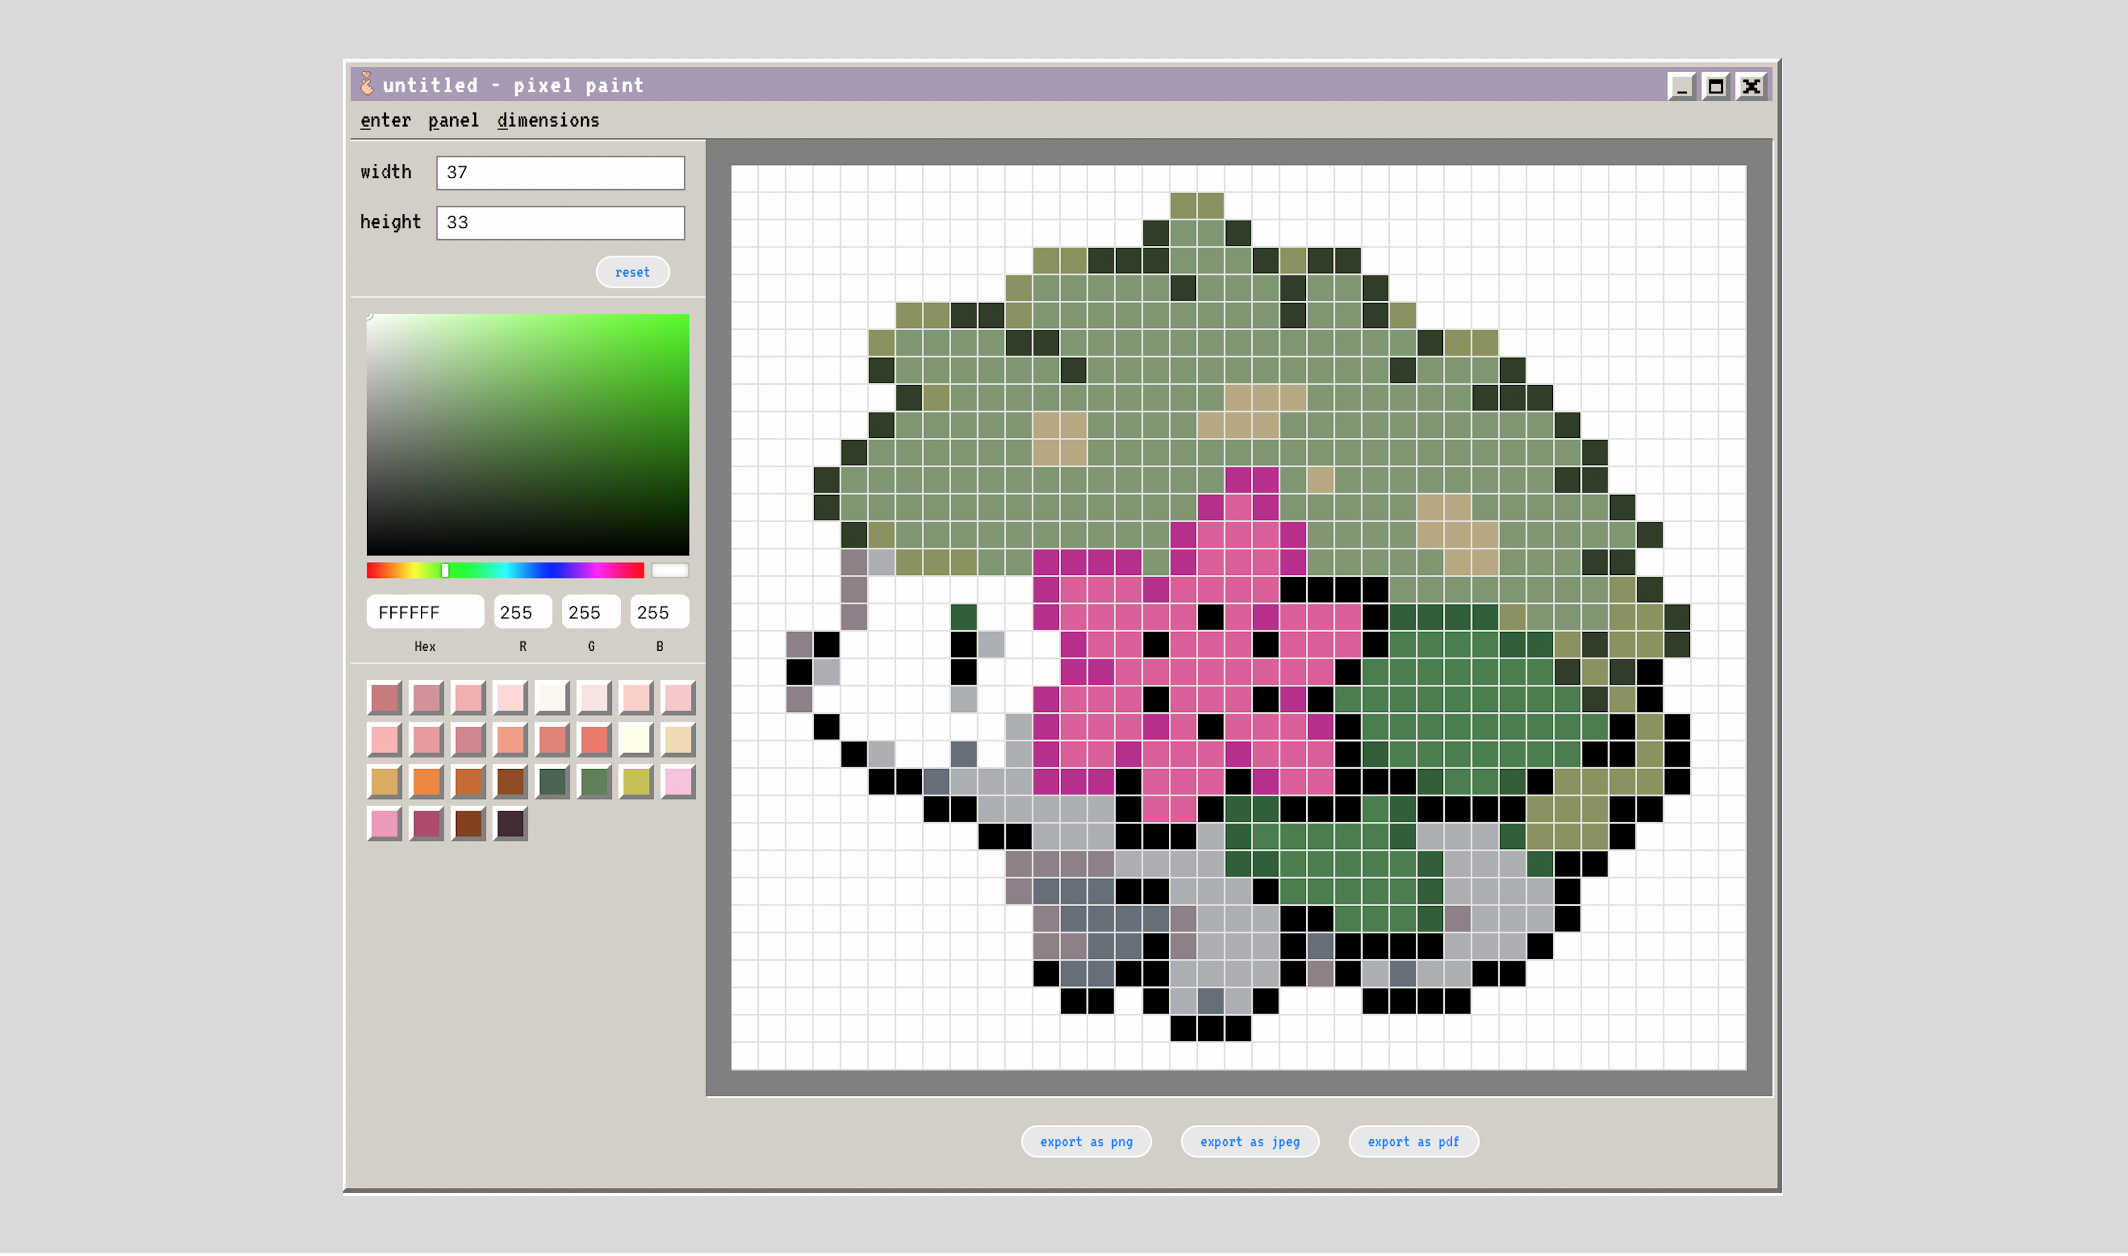 untitled - pixel paint
enter panel dimensions
width 37
height 33
reset
FFFFFF 255 255 255
Hex R G B
export as png export as jpeg export as pdf